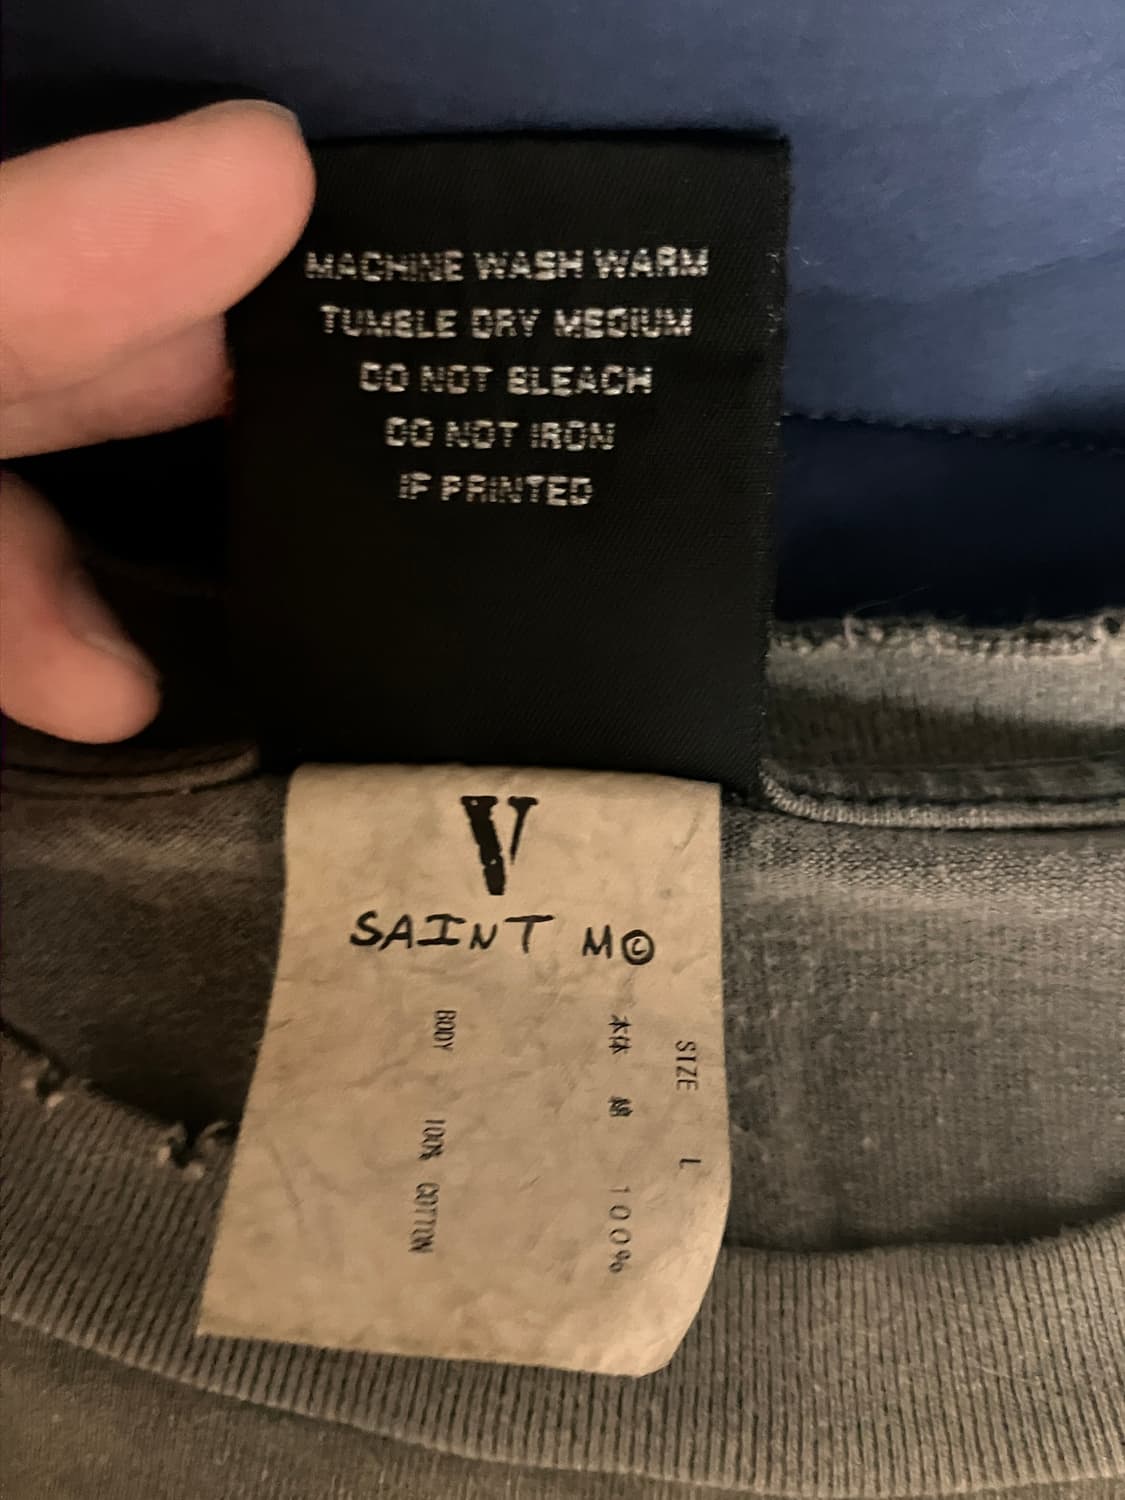 MACHINE WASH WARM
TUMBLE DRY MEDIUM
DO NOT BLEACH
DO NOT IRON
IF PRINTED
V
SAINT M©
SIZE L
本体 綿 100%
BODY 100% COTTON